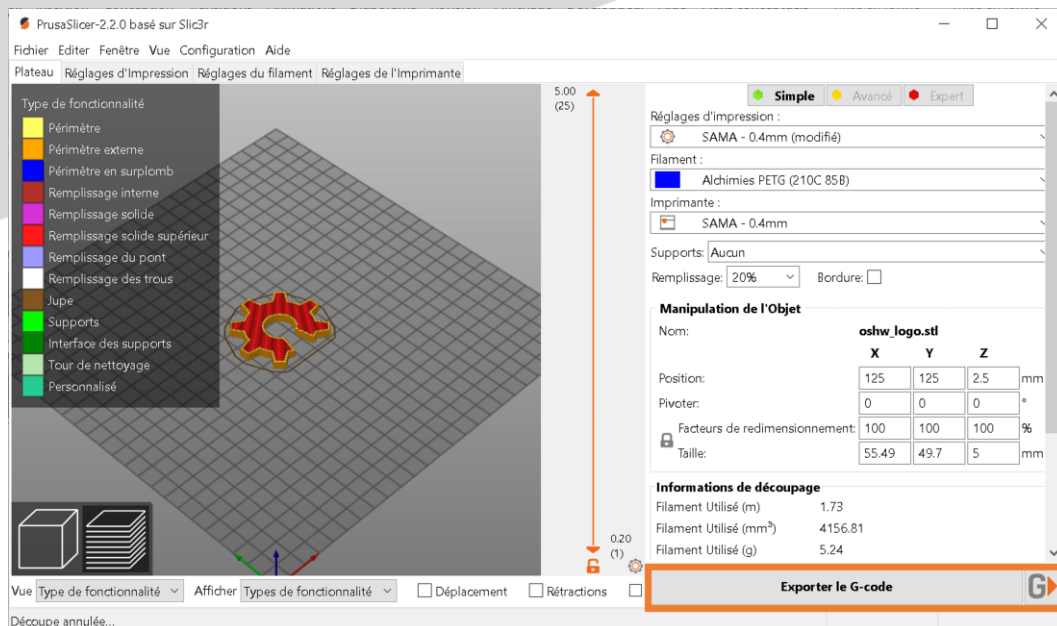 PrusaSlicer-2.2.0 basé sur Slic3r
Fichier Editer Fenêtre Vue Configuration Aide
Plateau Réglages d'Impression Réglages du filament Réglages de l'Imprimante
Type de fonctionnalité
Périmètre
Périmètre externe
Périmètre en surplomb
Remplissage interne
Remplissage solide
Remplissage solide supérieur
Remplissage du pont
Remplissage des trous
Jupe
Supports
Interface des supports
Tour de nettoyage
Personnalisé
5.00
(25)
0.20
(1)
Simple Avancé Expert
Réglages d'impression :
SAMA - 0.4mm (modifié)
Filament :
Alchimies PETG (210C 85B)
Imprimante :
SAMA - 0.4mm
Supports: Aucun
Remplissage: 20% Bordure:
Manipulation de l'Objet
Nom: oshw_logo.stl
X Y Z
Position: 125 125 2.5 mm
Pivoter: 0 0 0 °
Facteurs de redimensionnement: 100 100 100 %
Taille: 55.49 49.7 5 mm
Informations de découpage
Filament Utilisé (m) 1.73
Filament Utilisé (mm³) 4156.81
Filament Utilisé (g) 5.24
Vue Type de fonctionnalité Afficher Types de fonctionnalité Déplacement Rétractions
Exporter le G-code G
Découpe annulée...